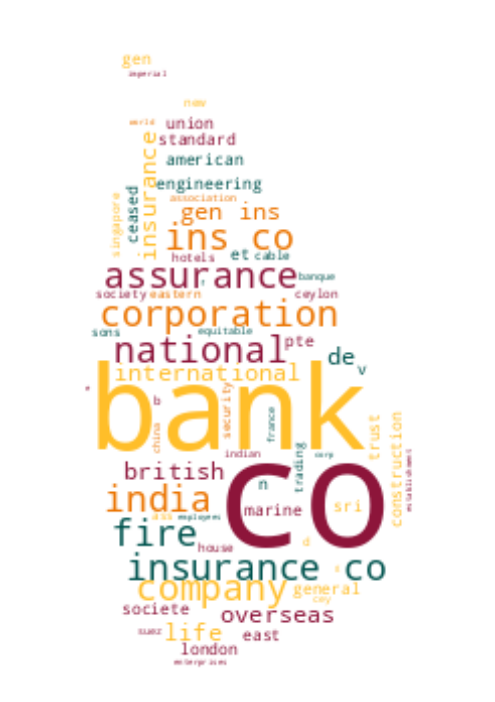 gen
imperial
new
world
union
standard
insurance
american
engineering
ceased
singapore
association
gen ins
ins co
hotels
et
cable
assurance
banque
society
eastern
ceylon
corporation
sons
equitable
national
pte
de
v
international
bank
b
security
france
china
trust
construction
indian
corp
trading
establishment
british
co
n
india
marine
sri
ass
employees
fire
house
d
insurance co
s
company
general
city
societe
overseas
suez
life
east
london
enterprises